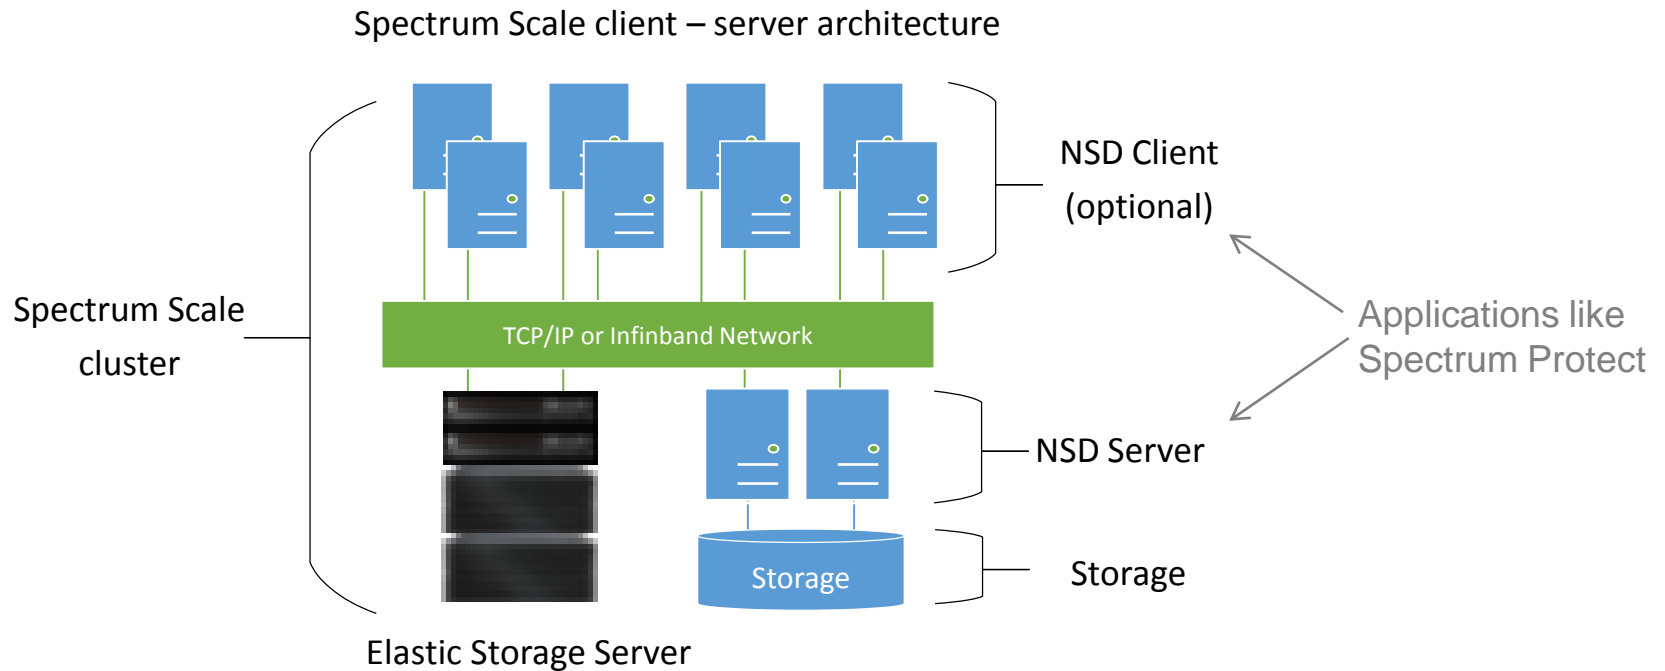 Spectrum Scale client – server architecture
NSD Client
(optional)
Spectrum Scale
cluster
TCP/IP or Infinband Network
Applications like
Spectrum Protect
NSD Server
Storage
Storage
Elastic Storage Server